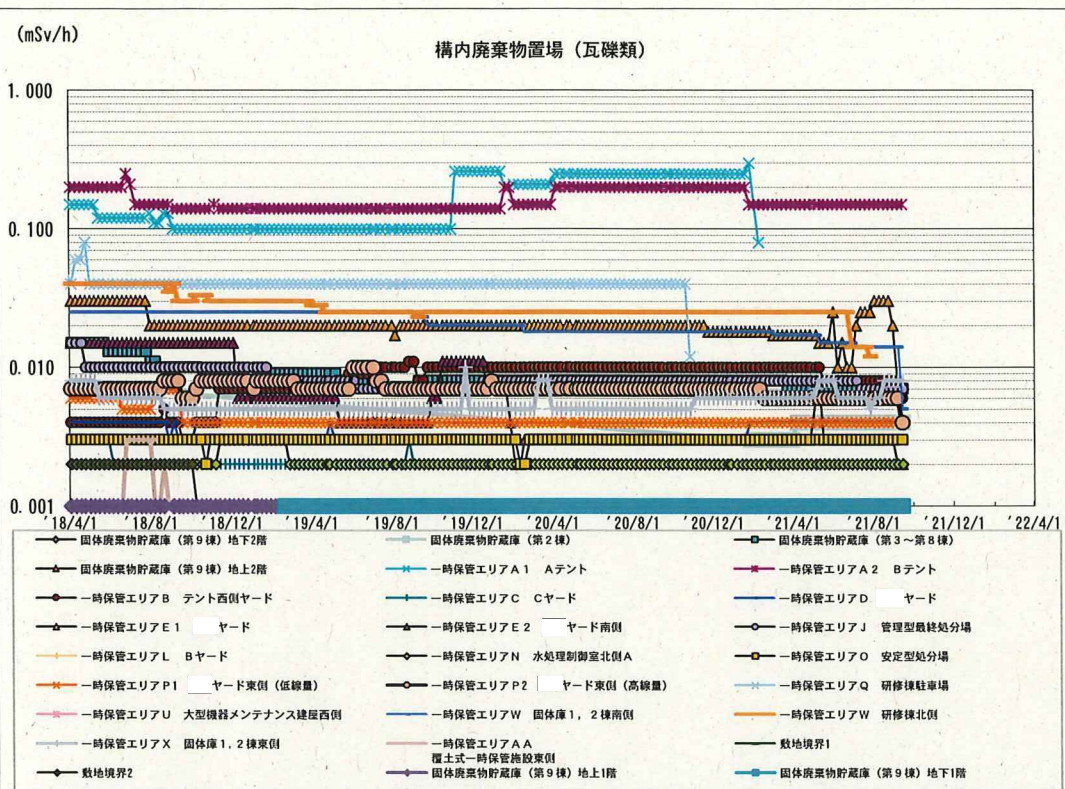 (mSv/h)
構内廃棄物置場（瓦礫類）
1.000
0.100
0.010
0.001
'18/4/1 '18/8/1 '18/12/1 '19/4/1 '19/8/1 '19/12/1 '20/4/1 '20/8/1 '20/12/1 '21/4/1 '21/8/1 '21/12/1 '22/4/1
固体廃棄物貯蔵庫（第9棟）地下2階 固体廃棄物貯蔵庫（第2棟） 固体廃棄物貯蔵庫（第3～第8棟）
固体廃棄物貯蔵庫（第9棟）地上2階 一時保管エリアA1 Aテント 一時保管エリアA2 Bテント
一時保管エリアB テント西側ヤード 一時保管エリアC Cヤード 一時保管エリアD ヤード
一時保管エリアE1 ヤード 一時保管エリアE2 ヤード南側 一時保管エリアJ 管理型最終処分場
一時保管エリアL Bヤード 一時保管エリアN 水処理制御室北側A 一時保管エリアO 安定型処分場
一時保管エリアP1 ヤード東側（低線量） 一時保管エリアP2 ヤード東側（高線量） 一時保管エリアQ 研修棟駐車場
一時保管エリアU 大型機器メンテナンス建屋西側 一時保管エリアW 固体庫1，2棟南側 一時保管エリアW 研修棟北側
一時保管エリアX 固体庫1，2棟東側 一時保管エリアAA 敷地境界1
覆土式一時保管施設東側
敷地境界2 固体廃棄物貯蔵庫（第9棟）地上1階 固体廃棄物貯蔵庫（第9棟）地下1階